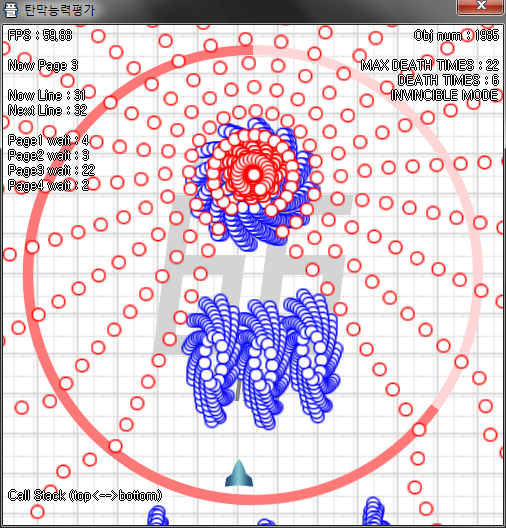 플 탄막능력평가
FPS : 59,88
Obj num : 1985
Now Page 3
MAX DEATH TIMES : 22
DEATH TIMES : 6
Now Line : 31
INVINCIBLE MODE
Next Line : 32
Page1 wait : 4
Page2 wait : 3
Page3 wait : 22
Page4 wait : 2
Call Stack (top<-->bottom)